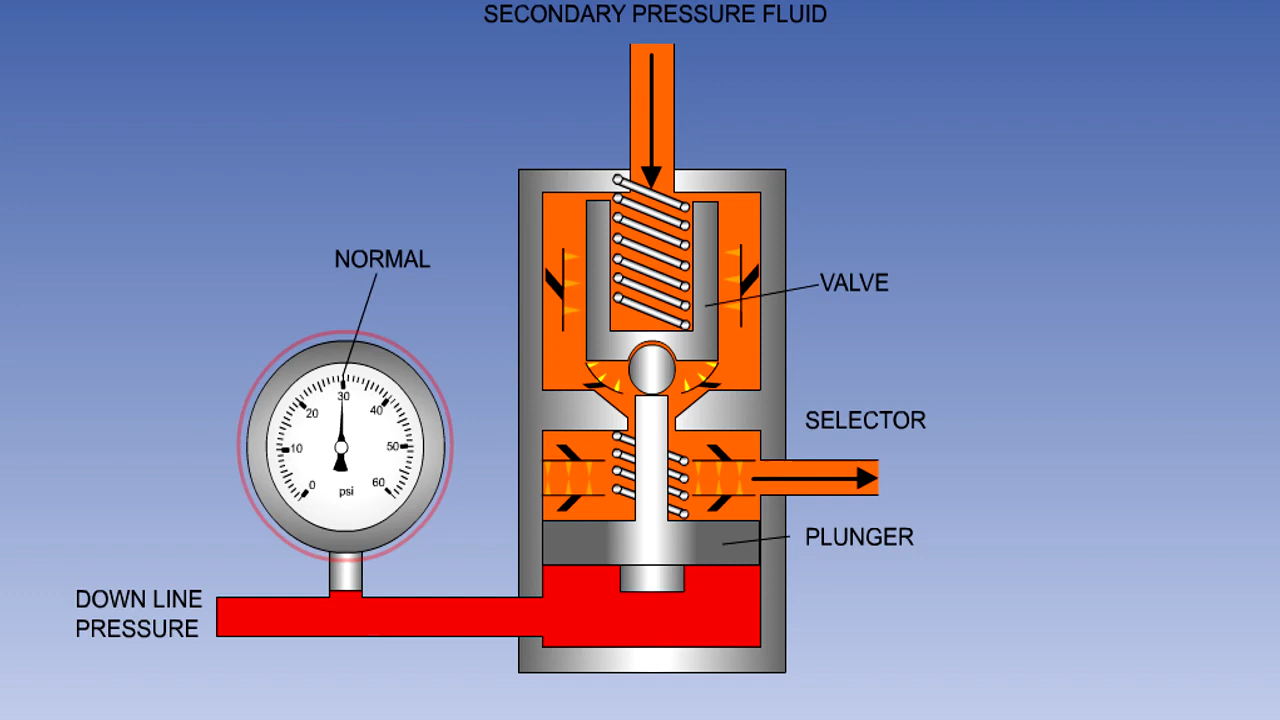 SECONDARY PRESSURE FLUID
NORMAL
VALVE
30
20
40
10
50
0
60
psi
SELECTOR
PLUNGER
DOWN LINE
PRESSURE